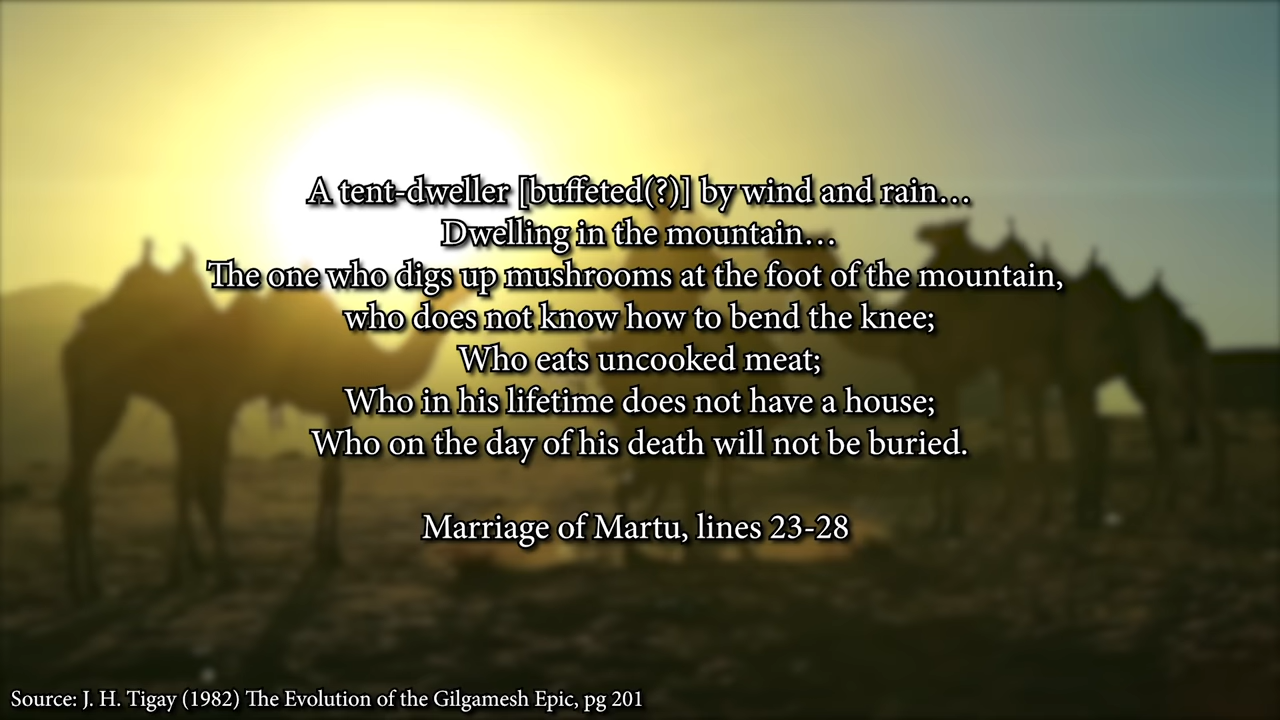 A tent-dweller [buffeted(?)] by wind and rain…
Dwelling in the mountain…
The one who digs up mushrooms at the foot of the mountain,
who does not know how to bend the knee;
Who eats uncooked meat;
Who in his lifetime does not have a house;
Who on the day of his death will not be buried.
Marriage of Martu, lines 23-28
Source: J. H. Tigay (1982) The Evolution of the Gilgamesh Epic, pg 201